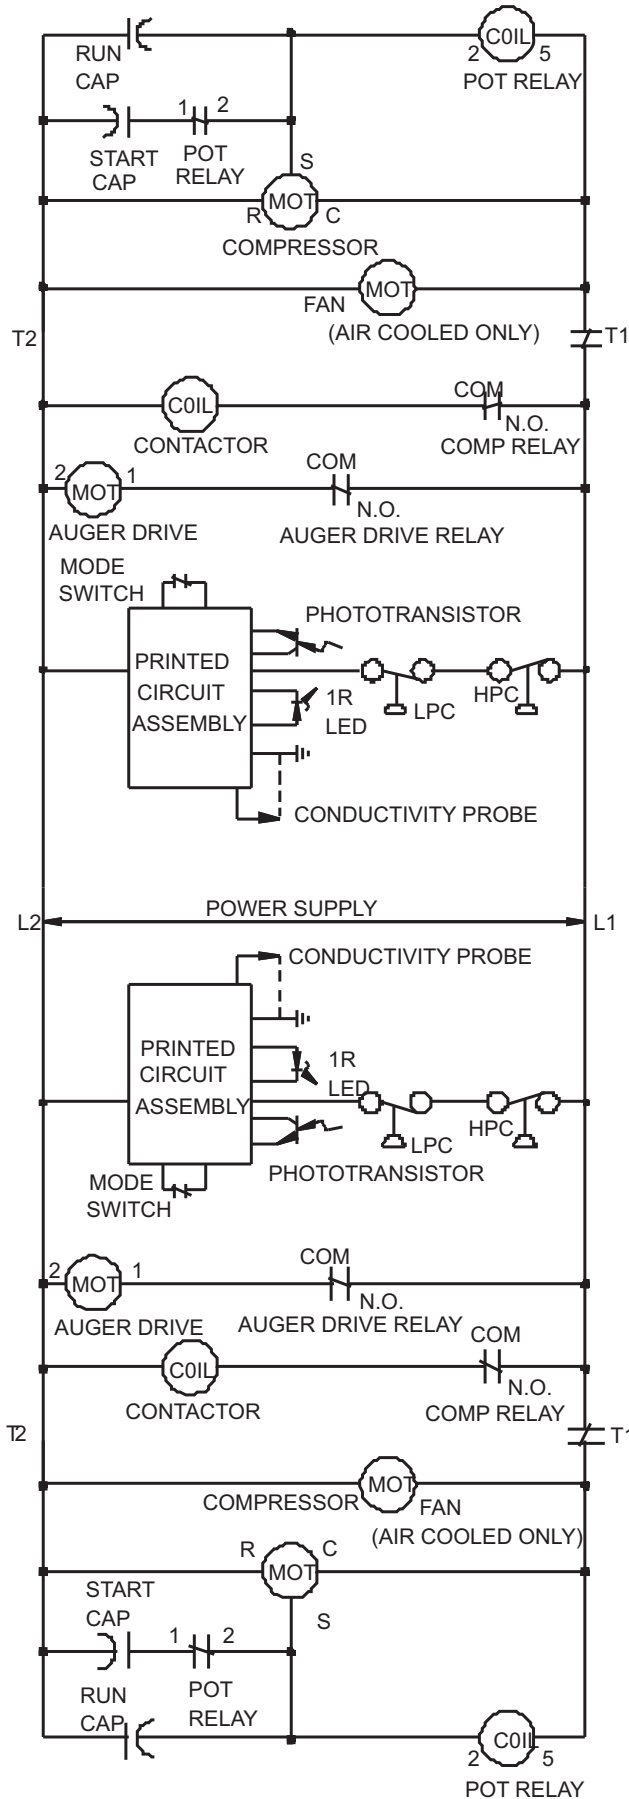 C0IL
RUN
2 5
CAP
POT RELAY
1 2
START POT
CAP RELAY
S
MOT
R C
COMPRESSOR
MOT
FAN
(AIR COOLED ONLY)
T2 T1
COM
C0IL
N.O.
CONTACTOR COMP RELAY
COM
2 1
MOT
N.O.
AUGER DRIVE AUGER DRIVE RELAY
MODE
SWITCH
PHOTOTRANSISTOR
PRINTED
CIRCUIT
ASSEMBLY
1R
LED
LPC
HPC
CONDUCTIVITY PROBE
POWER SUPPLY
L2 L1
CONDUCTIVITY PROBE
PRINTED
CIRCUIT
ASSEMBLY
1R
LED
LPC
HPC
PHOTOTRANSISTOR
MODE
SWITCH
COM
2 1
MOT
N.O.
AUGER DRIVE AUGER DRIVE RELAY
COM
C0IL
N.O.
CONTACTOR COMP RELAY
T2 T1
MOT
COMPRESSOR FAN
(AIR COOLED ONLY)
R C
MOT
START
CAP
S
1 2
RUN POT
CAP RELAY
C0IL
2 5
POT RELAY